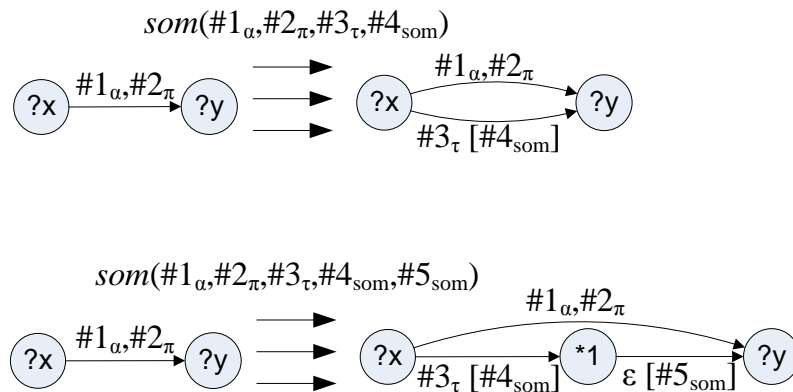 som(#1α,#2π,#3τ,#4som)
#1α,#2π
#1α,#2π
?x
?y
?x
?y
#3τ [#4som]
som(#1α,#2π,#3τ,#4som,#5som)
#1α,#2π
#1α,#2π
?x
?y
?x
*1
?y
#3τ [#4som]
ε [#5som]